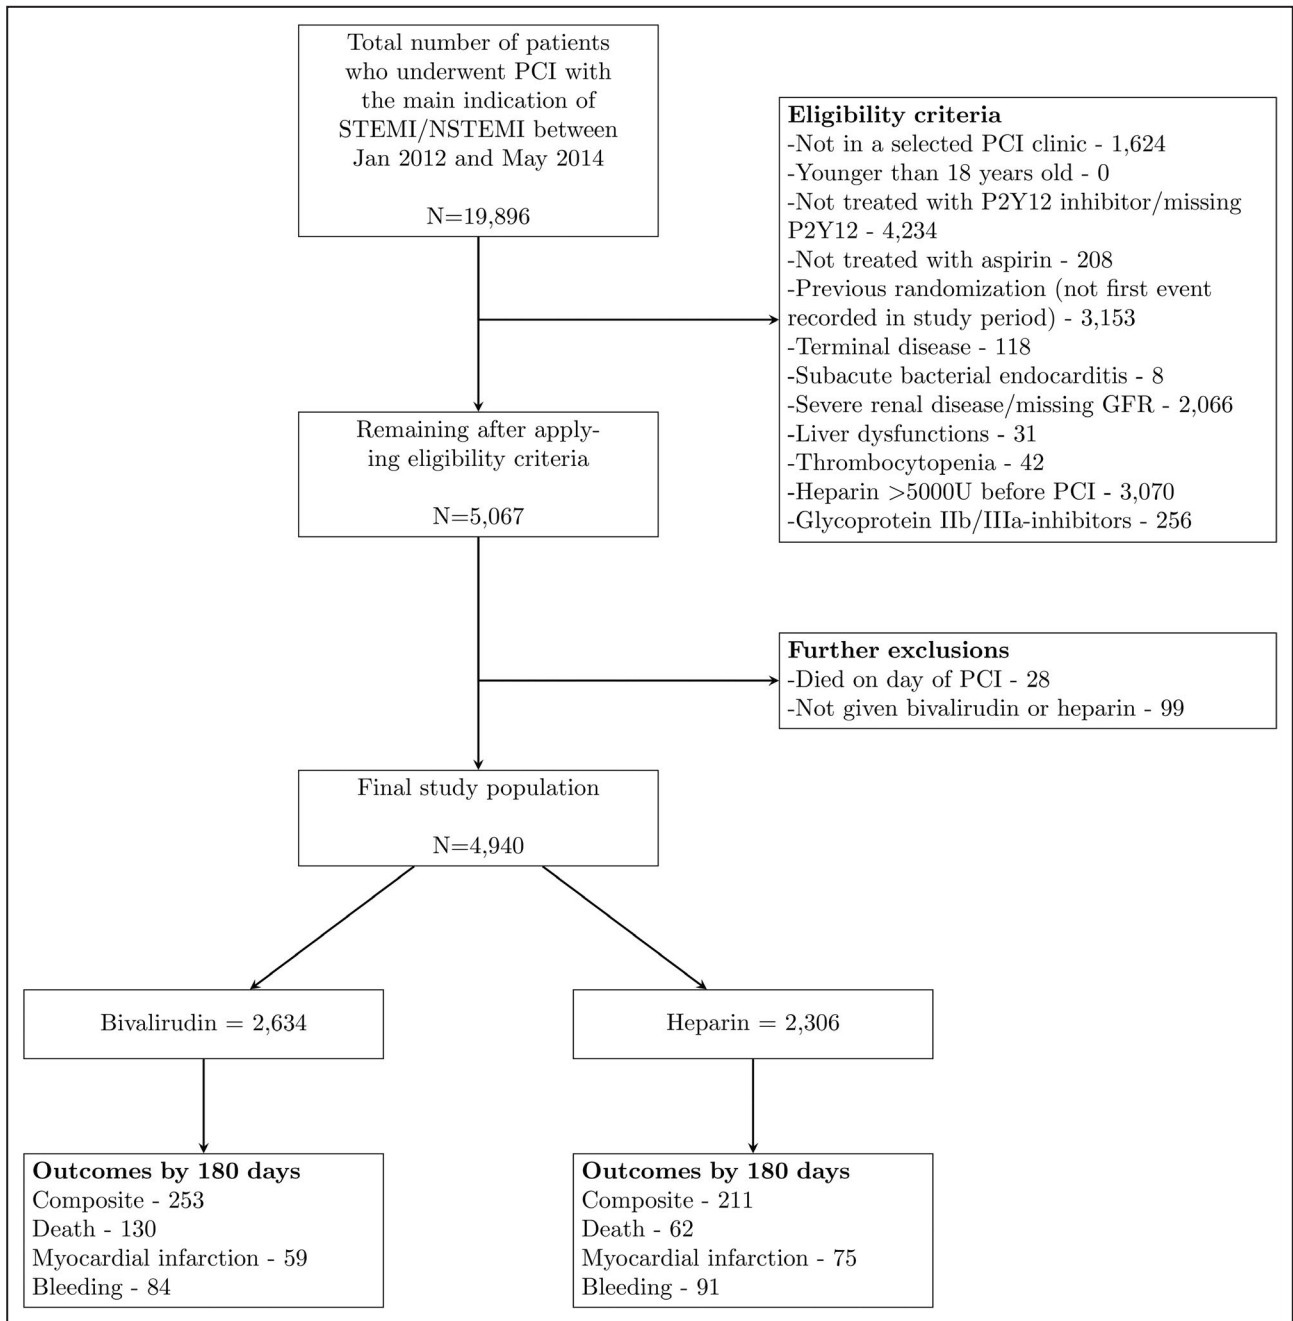 Total number of patients
who underwent PCI with
the main indication of
STEMI/NSTEMI between
Jan 2012 and May 2014
N=19,896
Eligibility criteria
-Not in a selected PCI clinic - 1,624
-Younger than 18 years old - 0
-Not treated with P2Y12 inhibitor/missing
P2Y12 - 4,234
-Not treated with aspirin - 208
-Previous randomization (not first event
recorded in study period) - 3,153
-Terminal disease - 118
-Subacute bacterial endocarditis - 8
-Severe renal disease/missing GFR - 2,066
-Liver dysfunctions - 31
-Thrombocytopenia - 42
-Heparin >5000U before PCI - 3,070
-Glycoprotein IIb/IIIa-inhibitors - 256
Remaining after apply-
ing eligibility criteria
N=5,067
Further exclusions
-Died on day of PCI - 28
-Not given bivalirudin or heparin - 99
Final study population
N=4,940
Bivalirudin = 2,634
Heparin = 2,306
Outcomes by 180 days
Composite - 253
Death - 130
Myocardial infarction - 59
Bleeding - 84
Outcomes by 180 days
Composite - 211
Death - 62
Myocardial infarction - 75
Bleeding - 91